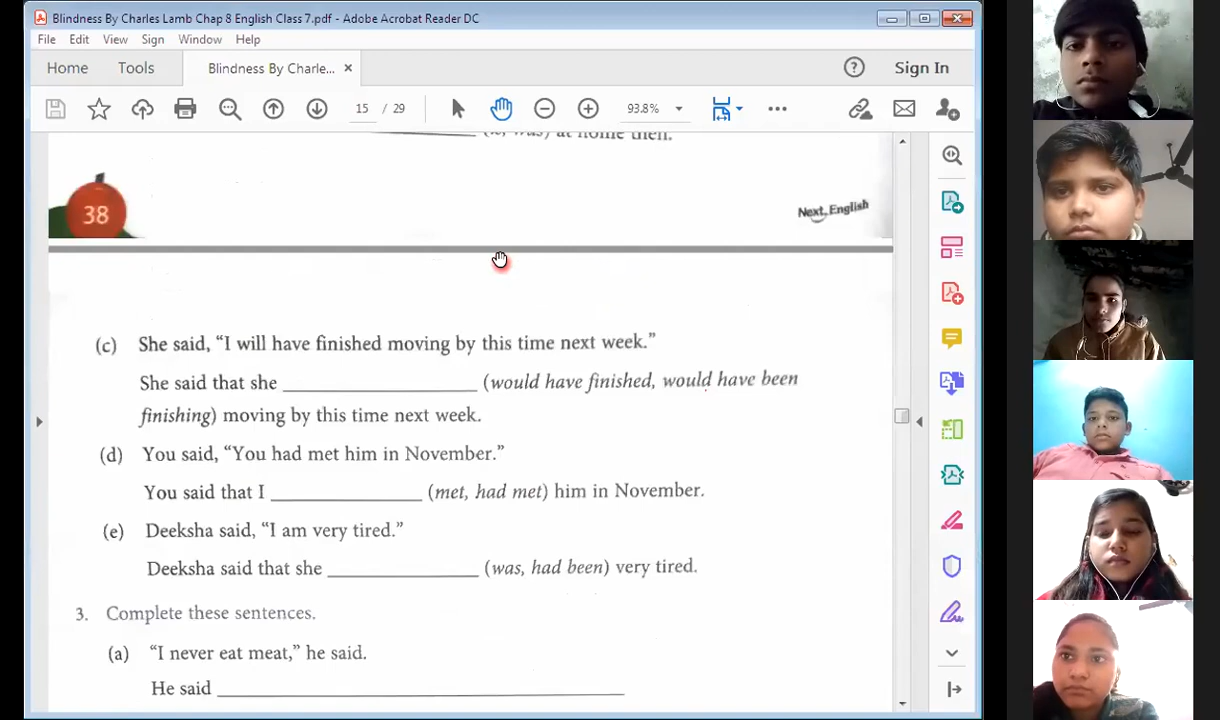 Blindness By Charles Lamb Chap 8 English Class 7.pdf - Adobe Acrobat Reader DC
File Edit View Sign Window Help
Home Tools Blindness By Charle... × Sign In
15 / 29 93.8%
at home then.
38
Next, English
(c) She said, “I will have finished moving by this time next week.”
She said that she ____________________ (would have finished, would have been
finishing) moving by this time next week.
(d) You said, “You had met him in November.”
You said that I ________________ (met, had met) him in November.
(e) Deeksha said, “I am very tired.”
Deeksha said that she ________________ (was, had been) very tired.
3. Complete these sentences.
(a) “I never eat meat,” he said.
He said ________________________________________